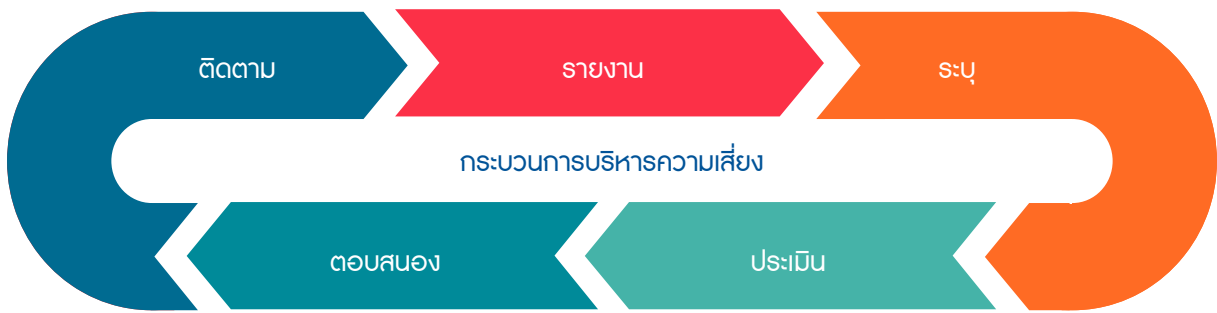 ติดตาม
รายงาน
ระบุ
กระบวนการบริหารความเสี่ยง
ตอบสนอง
ประเมิน